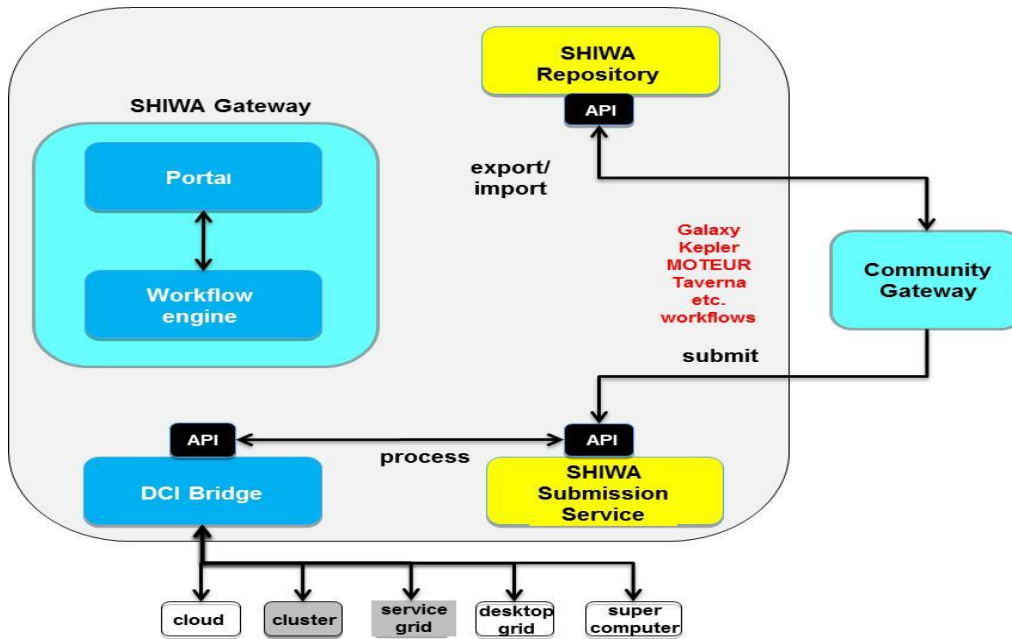 SHIWA
Repository
API
SHIWA Gateway
Portal
export/
import
Galaxy
Kepler
MOTEUR
Taverna
etc.
workflows
Community
Gateway
Workflow
engine
submit
API
process
API
DCI Bridge
SHIWA
Submission
Service
cloud
cluster
service
grid
desktop
grid
super
computer